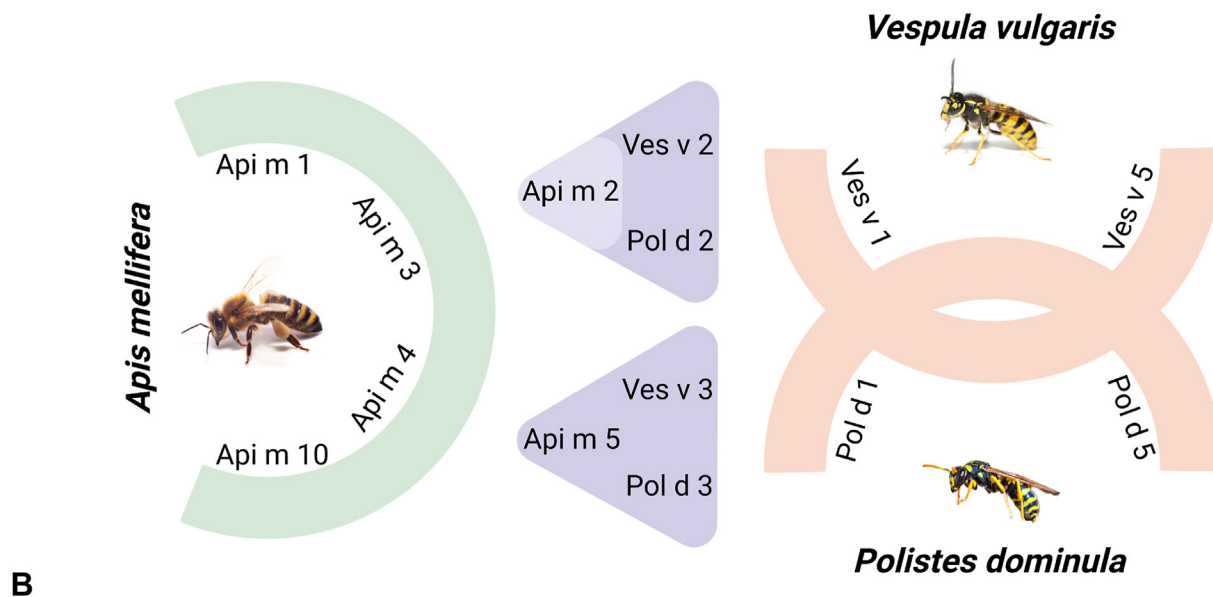 Vespula vulgaris
Apis mellifera
Api m 1
Api m 3
Api m 4
Api m 10
Ves v 2
Api m 2
Pol d 2
Ves v 3
Api m 5
Pol d 3
Ves v 1
Ves v 5
Pol d 1
Pol d 5
Polistes dominula
B